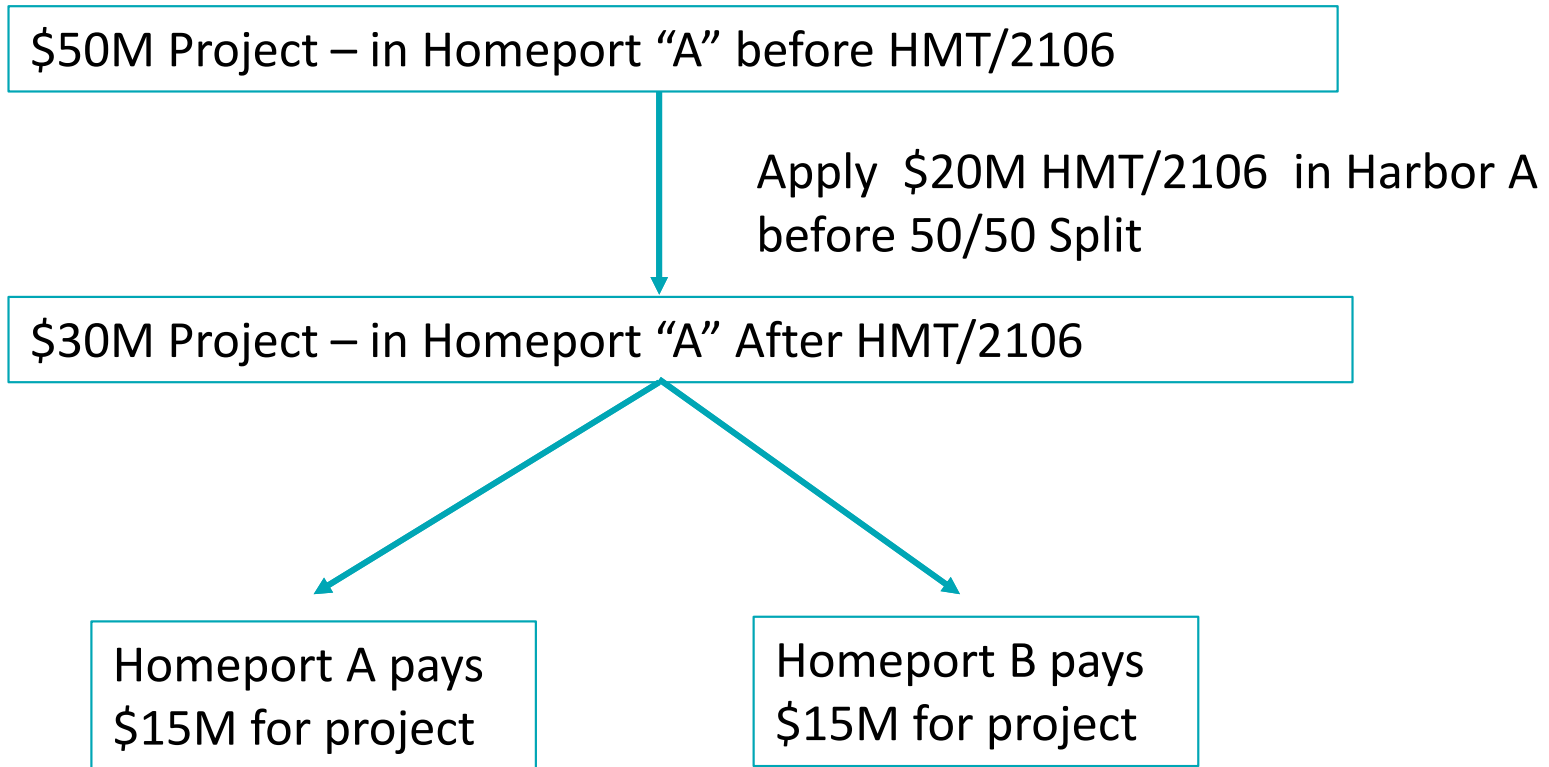 $50M Project – in Homeport “A” before HMT/2106
Apply  $20M HMT/2106  in Harbor A
before 50/50 Split
$30M Project – in Homeport “A” After HMT/2106
Homeport A pays
$15M for project
Homeport B pays
$15M for project